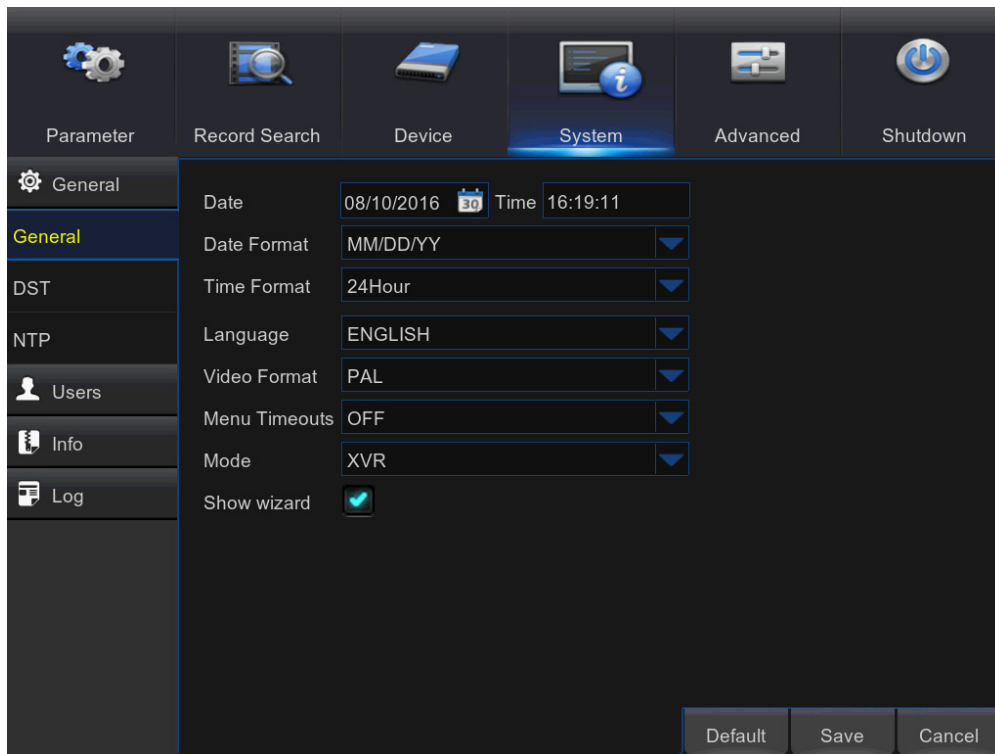 Parameter Record Search Device System Advanced Shutdown
General
General
DST
NTP
Users
Info
Log
Date 08/10/2016 30 Time 16:19:11
Date Format MM/DD/YY
Time Format 24Hour
Language ENGLISH
Video Format PAL
Menu Timeouts OFF
Mode XVR
Show wizard
Default Save Cancel